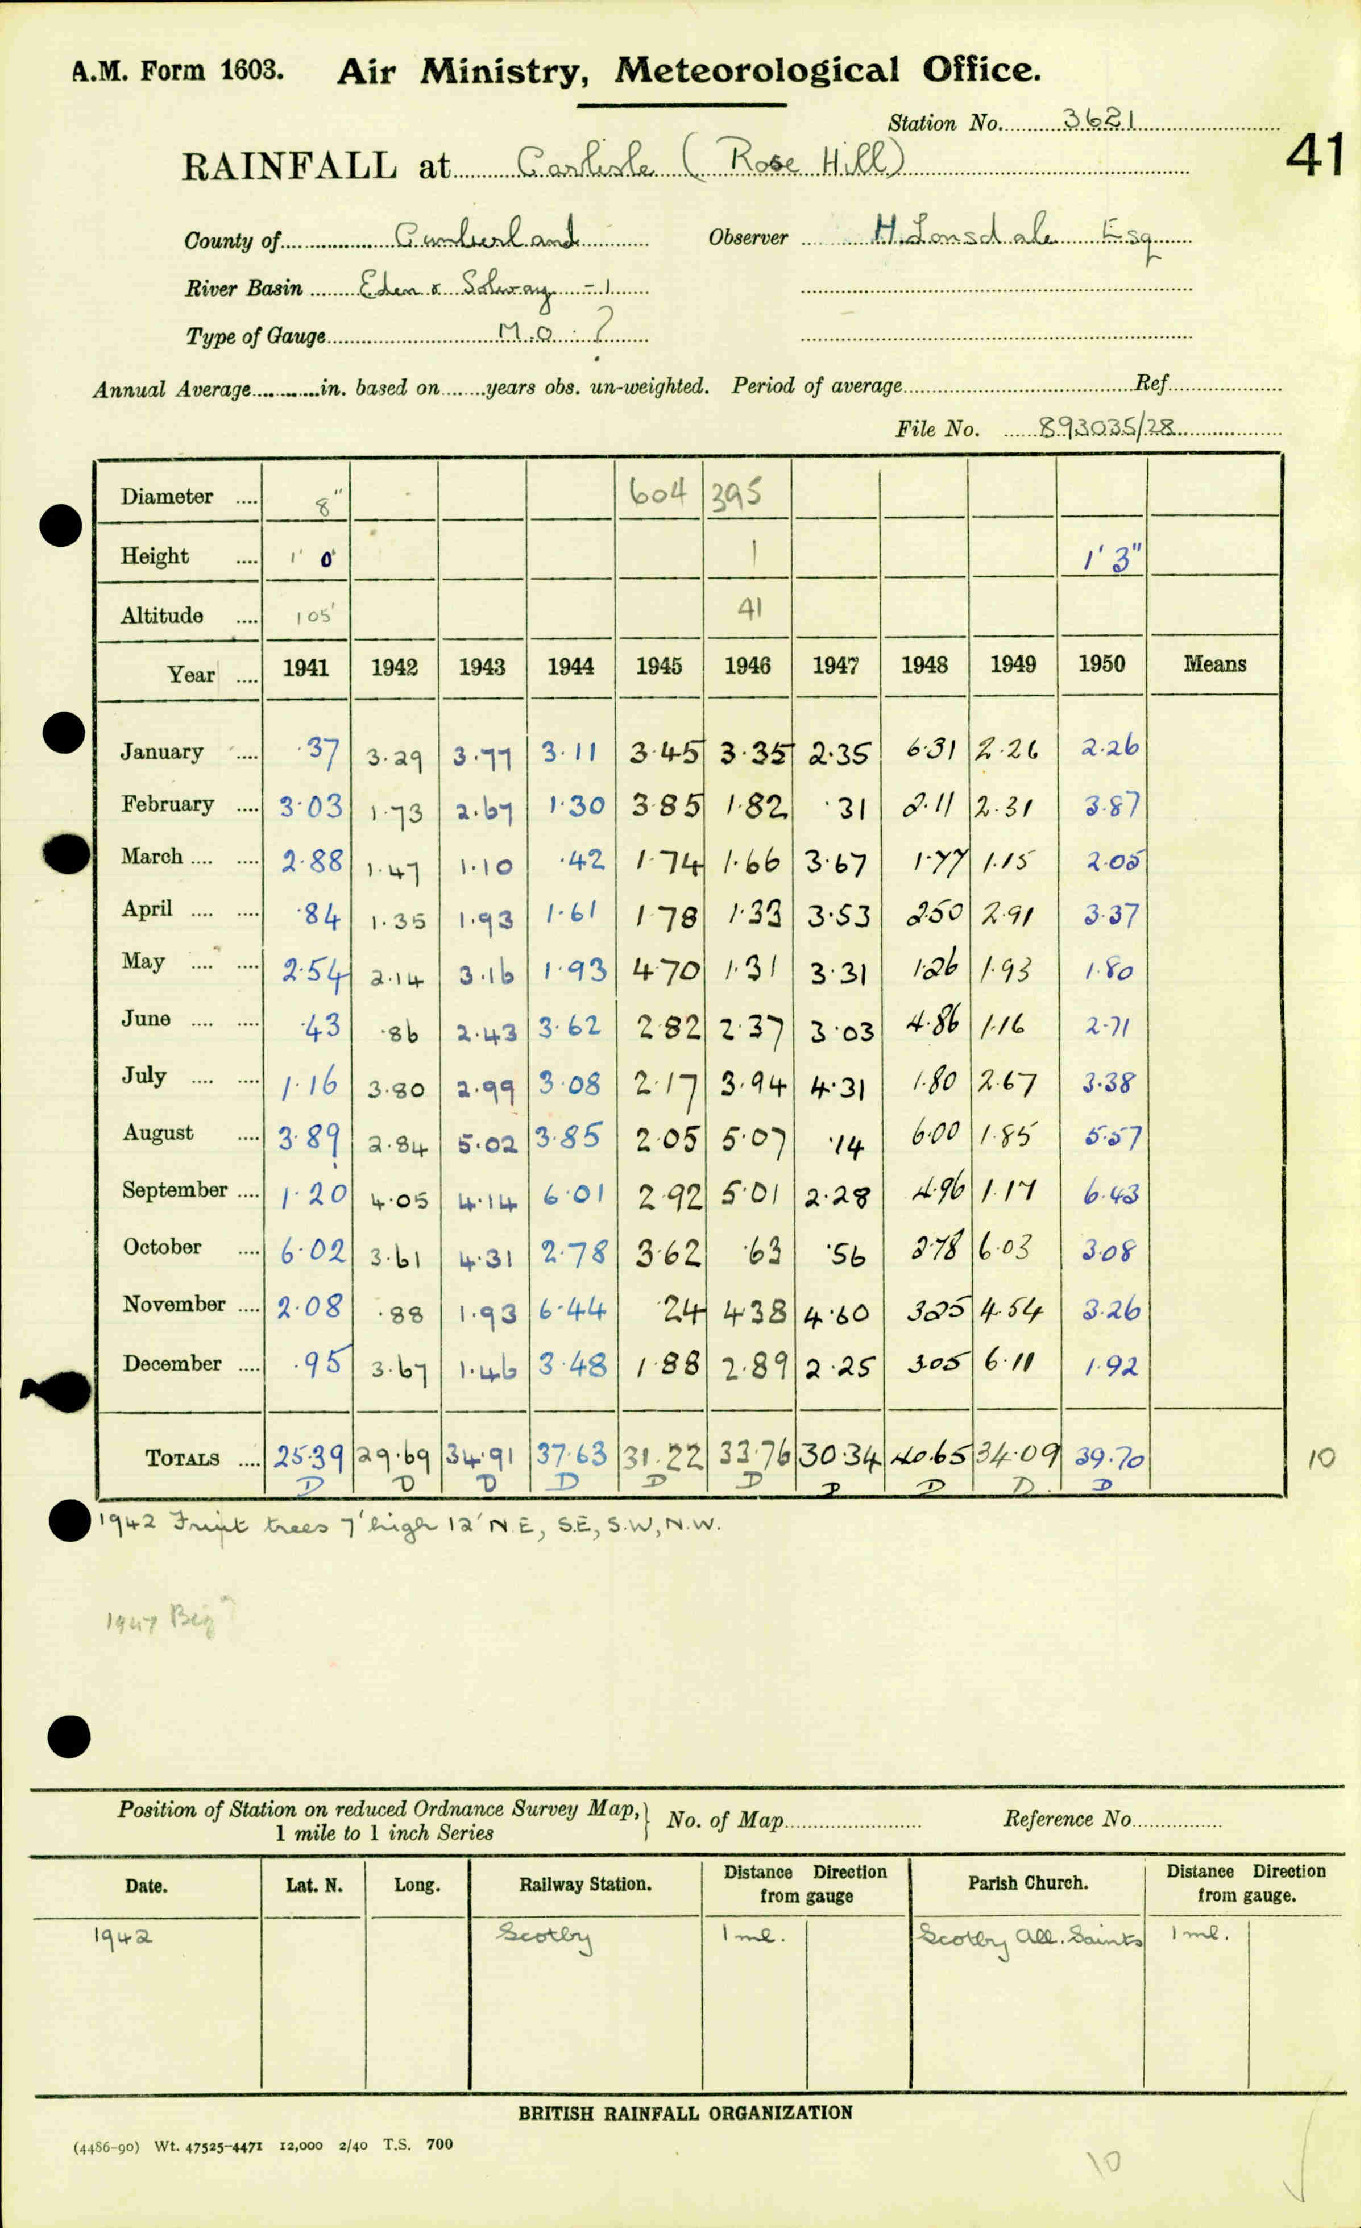 A.M. Form 1603. Air Ministry, Meteorological Office.
Station No. 3621
41
RAINFALL at Carlisle (Rose Hill)
County of Cumberland Observer H. Lonsdale Esq
River Basin Eden & Solway - 1
Type of Gauge M.O. ?
Annual Average in. based on years obs. un-weighted. Period of average Ref
File No. 893035/28
Diameter 8" 604 395
Height 1' 0" 1 1' 3"
Altitude 105' 41
Year 1941 1942 1943 1944 1945 1946 1947 1948 1949 1950 Means
January ·37 3·29 3·77 3·11 3·45 3·35 2·35 6·31 2·26 2·26
February 3·03 1·73 2·67 1·30 3·85 1·82 ·31 2·11 2·31 3·87
March 2·88 1·47 1·10 ·42 1·74 1·66 3·67 1·77 1·15 2·05
April ·84 1·35 1·93 1·61 1·78 1·33 3·53 2·50 2·91 3·37
May 2·54 2·14 3·16 1·93 4·70 1·31 3·31 1·26 1·93 1·80
June ·43 ·86 2·43 3·62 2·82 2·37 3·03 4·86 1·16 2·71
July 1·16 3·80 2·99 3·08 2·17 3·94 4·31 1·80 2·67 3·38
August 3·89 2·84 5·02 3·85 2·05 5·07 ·14 6·00 1·85 5·57
September 1·20 4·05 4·14 6·01 2·92 5·01 2·28 4·96 1·17 6·43
October 6·02 3·61 4·31 2·78 3·62 ·63 ·56 3·78 6·03 3·08
November 2·08 ·88 1·93 6·44 ·24 4·38 4·60 3·25 4·54 3·26
December ·95 3·67 1·46 3·48 1·88 2·89 2·25 3·05 6·11 1·92
TOTALS 25·39 29·69 34·91 37·63 31·22 33·76 30·34 40·65 34·09 39·70 10
D D D D D D D D D D
1942 Fruit trees 7' high 12' N.E, S.E, S.W, N.W.
1947 Beg?
Position of Station on reduced Ordnance Survey Map, No. of Map Reference No.
1 mile to 1 inch Series
Date. Lat. N. Long. Railway Station. Distance Direction from gauge Parish Church. Distance Direction from gauge.
1942 Scotby 1 ml. Scotby All. Saints 1 ml.
BRITISH RAINFALL ORGANIZATION
(4486-90) Wt. 47525-4471 12,000 2/40 T.S. 700
10